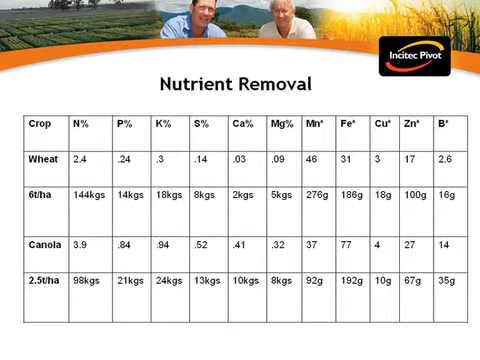 Incitec Pivot
Nutrient Removal
Crop N% P% K% S% Ca% Mg% Mn* Fe* Cu* Zn* B*
Wheat 2.4 .24 .3 .14 .03 .09 46 31 3 17 2.6
6t/ha 144kgs 14kgs 18kgs 8kgs 2kgs 5kgs 276g 186g 18g 100g 16g
Canola 3.9 .84 .94 .52 .41 .32 37 77 4 27 14
2.5t/ha 98kgs 21kgs 24kgs 13kgs 10kgs 8kgs 92g 192g 10g 67g 35g